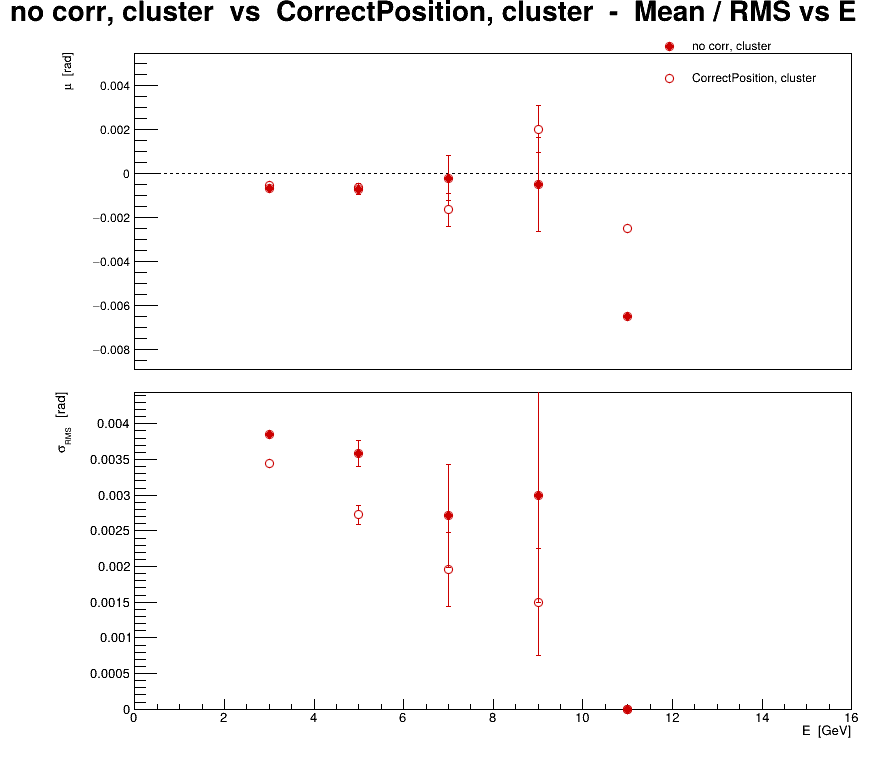 no corr, cluster vs CorrectPosition, cluster - Mean / RMS vs E
μ [rad]
no corr, cluster
CorrectPosition, cluster
0.004
0.002
0
−0.002
−0.004
−0.006
−0.008
σRMS [rad]
0.004
0.0035
0.003
0.0025
0.002
0.0015
0.001
0.0005
0
0 2 4 6 8 10 12 14 16
E [GeV]